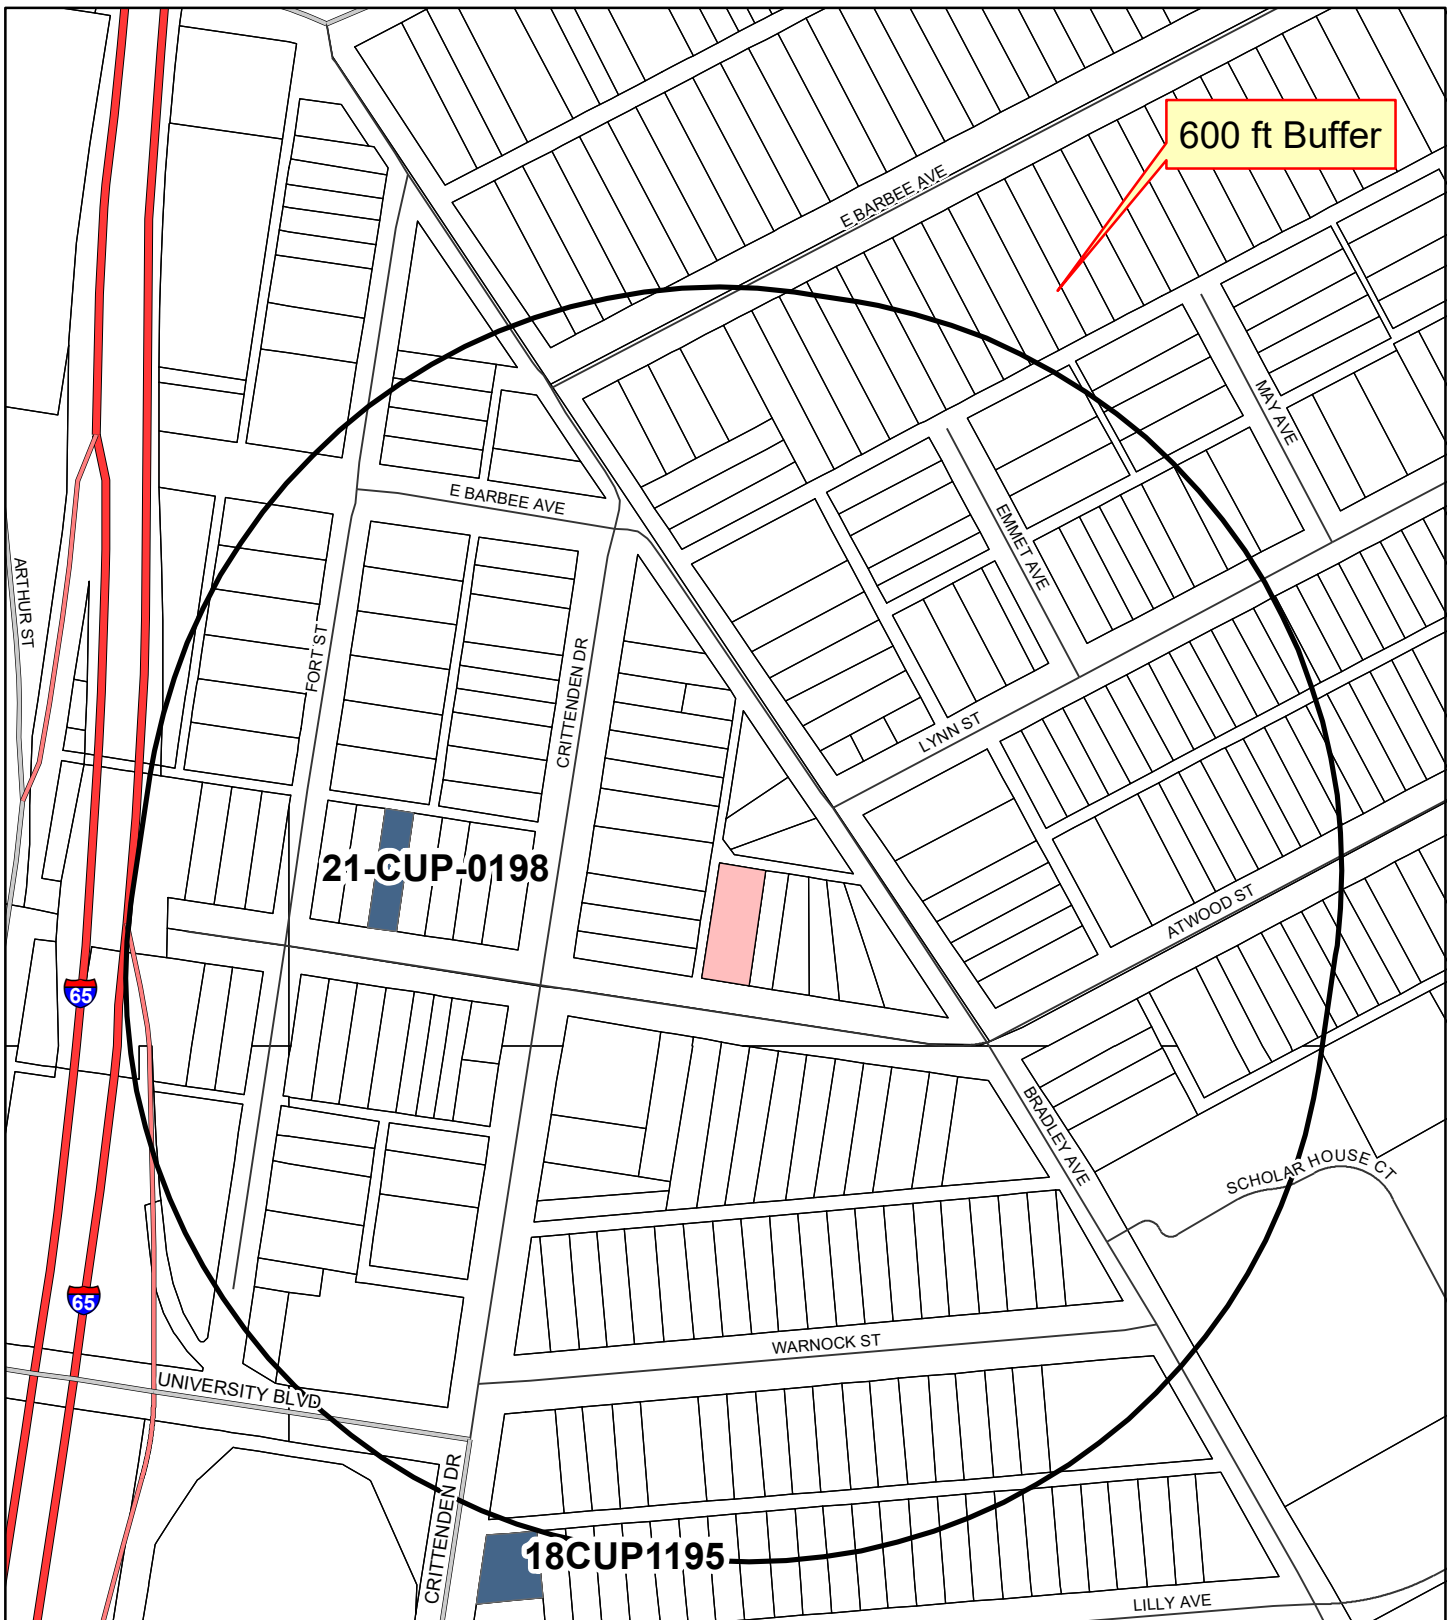 600 ft Buffer
E BARBEE AVE
MAY AVE
E BARBEE AVE
EMMET AVE
ARTHUR ST
FORT ST
CRITTENDEN DR
LYNN ST
21-CUP-0198
ATWOOD ST
65
BRADLEY AVE
SCHOLAR HOUSE CT
65
WARNOCK ST
UNIVERSITY BLVD
CRITTENDEN DR
18CUP1195
LILLY AVE